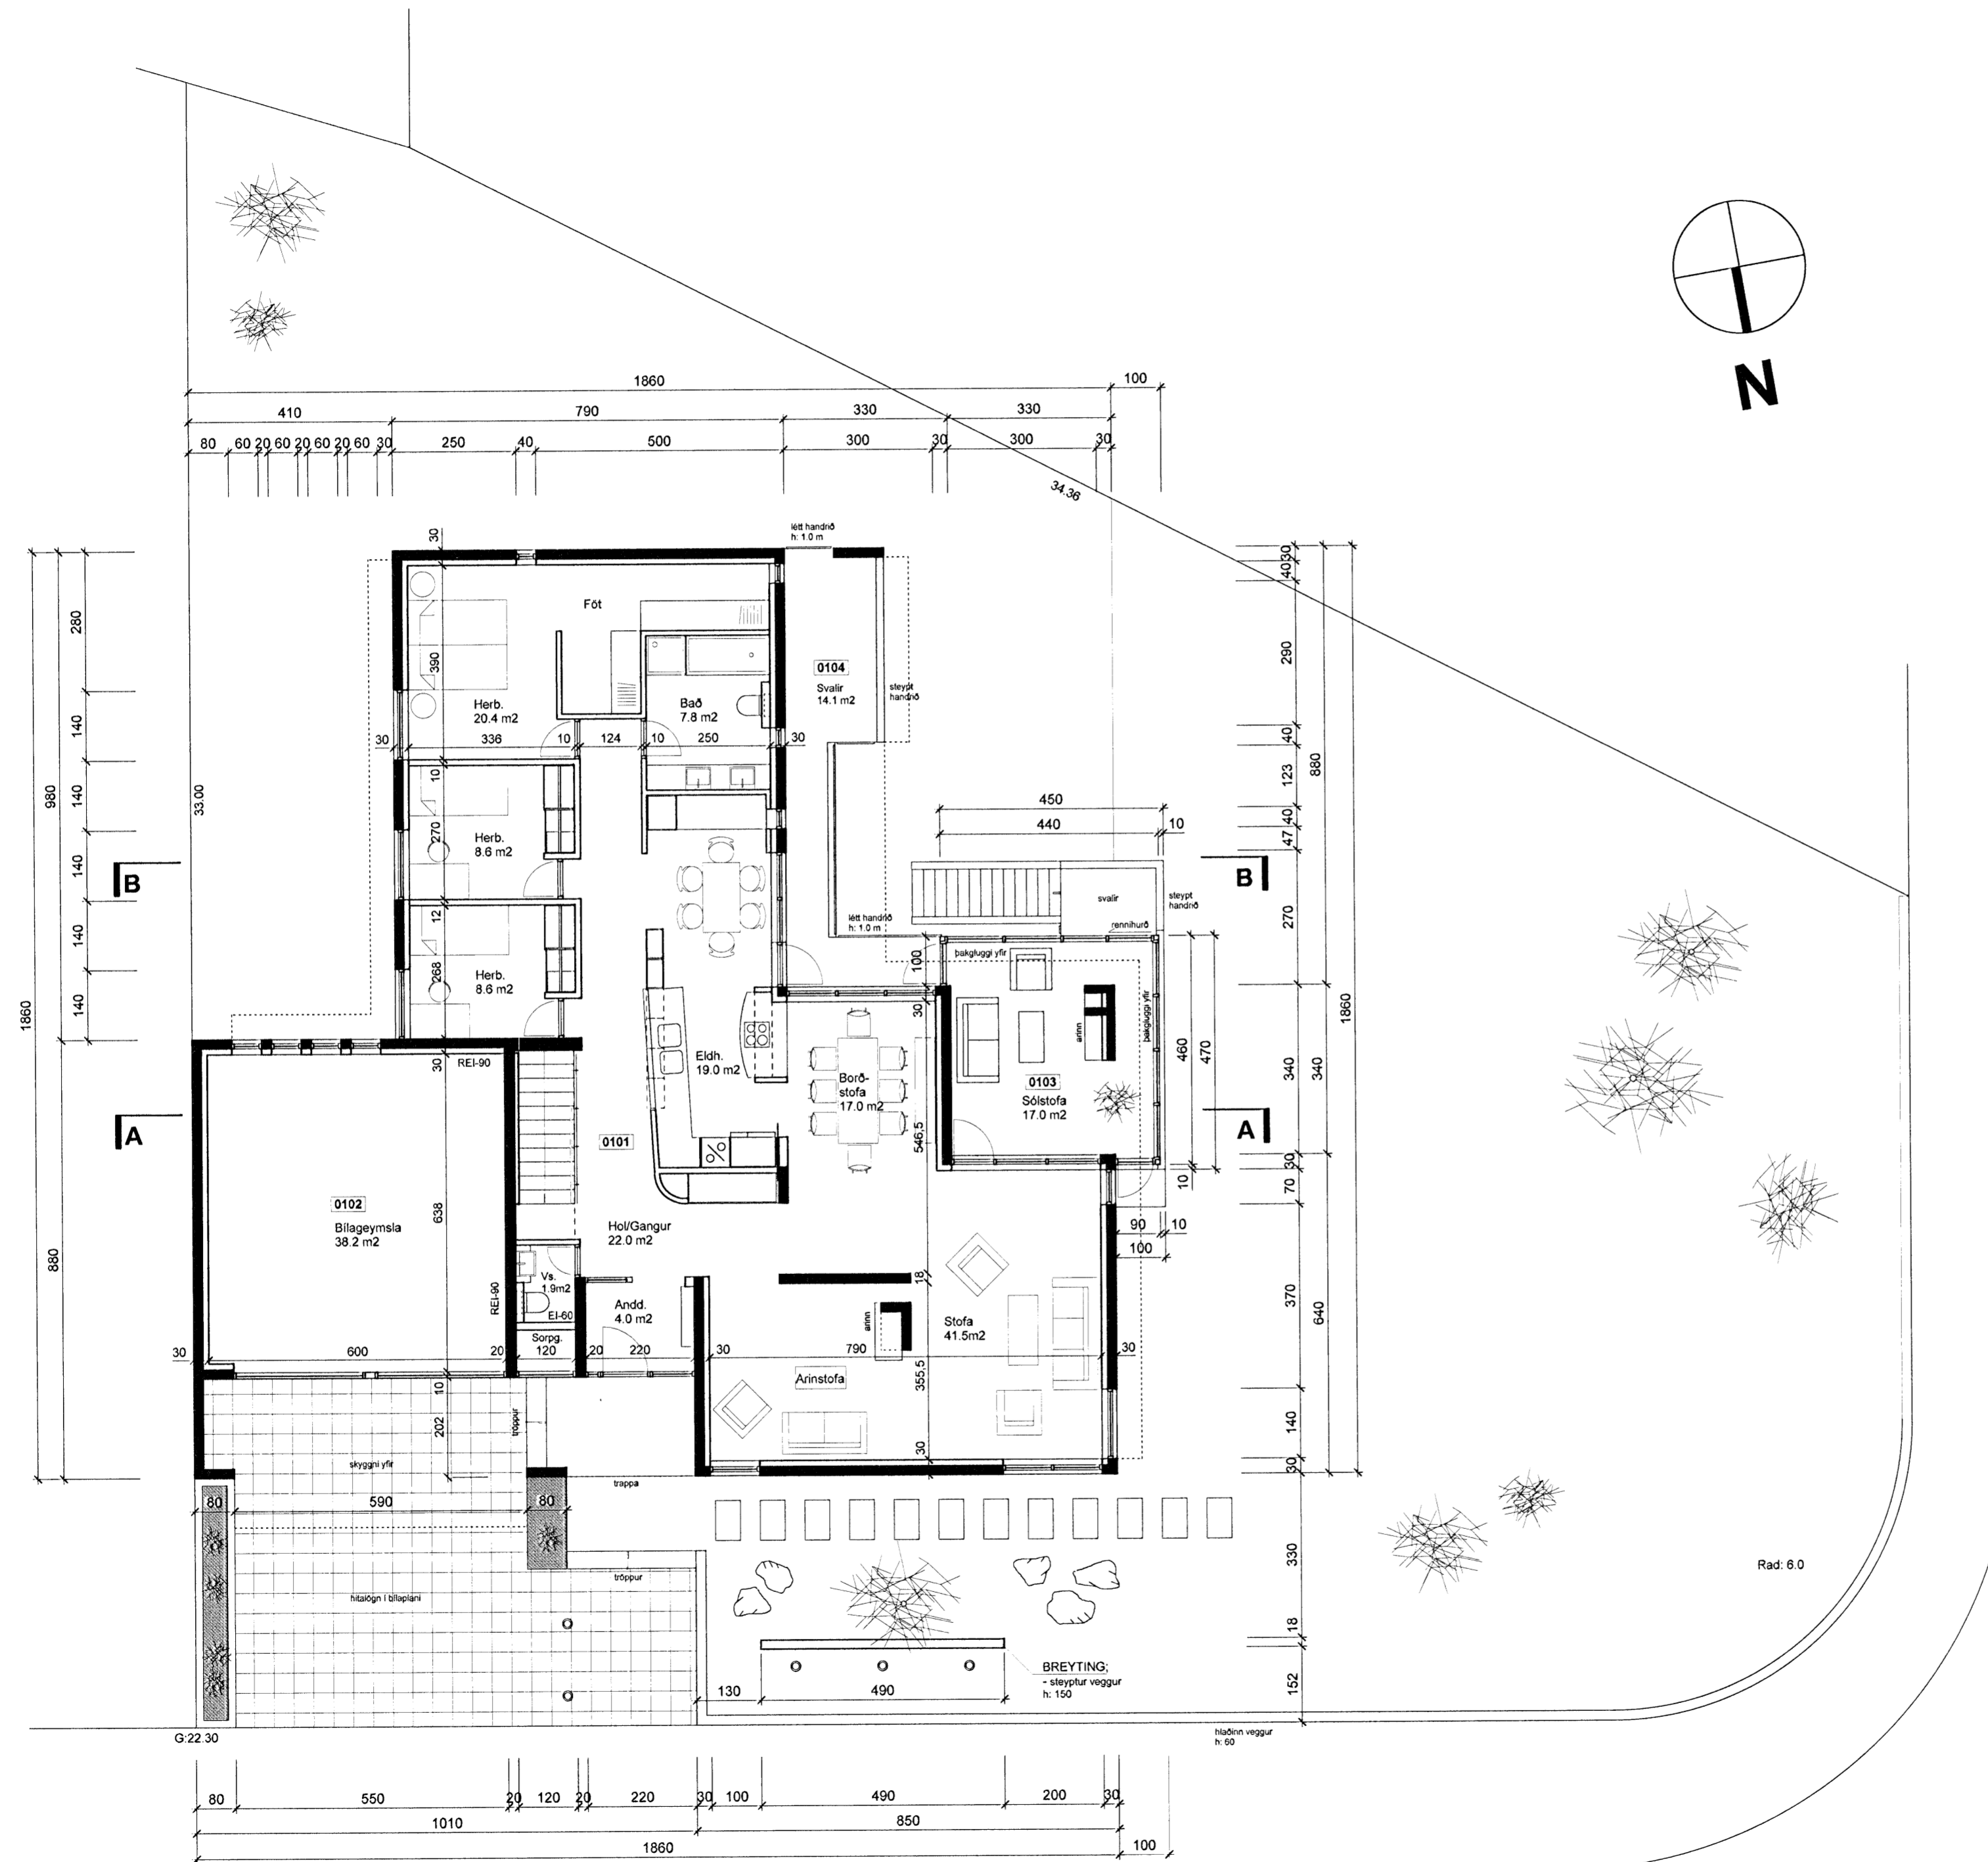 N
1860
100
410
790
330
330
80
60
20
60
20
60
20
60
30
250
40
500
300
30
300
30
34.36
létt handrið
h: 1.0 m
30
30
40
280
Föt
290
390
0104
Svalir
14.1 m2
steypt
handrið
Herb.
20.4 m2
Bað
7.8 m2
140
30
336
10
124
10
250
30
40
880
123
10
980
140
33.00
450
440
10
40
47
270
Herb.
8.6 m2
140
B
B
svalir
steypt
handrið
270
12
létt handrið
h: 1.0 m
rennihurð
140
þakgluggi yfir
100
268
Herb.
8.6 m2
140
30
1860
1860
þakgluggi yfir
arinn
REI-90
30
Eldh.
19.0 m2
460
470
340
340
Borð-
stofa
17.0 m2
0103
Sólstofa
17.0 m2
A
A
0101
546,5
30
10
70
0102
Bílageymsla
38.2 m2
638
Hol/Gangur
22.0 m2
90
10
100
880
18
Vs.
1.9m2
EI-60
REI-90
Andd.
4.0 m2
arinn
Stofa
41.5m2
370
640
Sorpg.
30
600
20
120
20
220
30
790
30
Arinstofa
355,5
10
202
tröppur
140
30
30
skyggni yfir
trappa
80
590
80
330
tröppur
Rad: 6.0
hitalögn í bílaplani
18
BREYTING;
- steyptur veggur
h: 150
130
490
152
G:22.30
hlaðinn veggur
h: 60
80
550
20
120
20
220
30
100
490
200
30
1010
850
1860
100